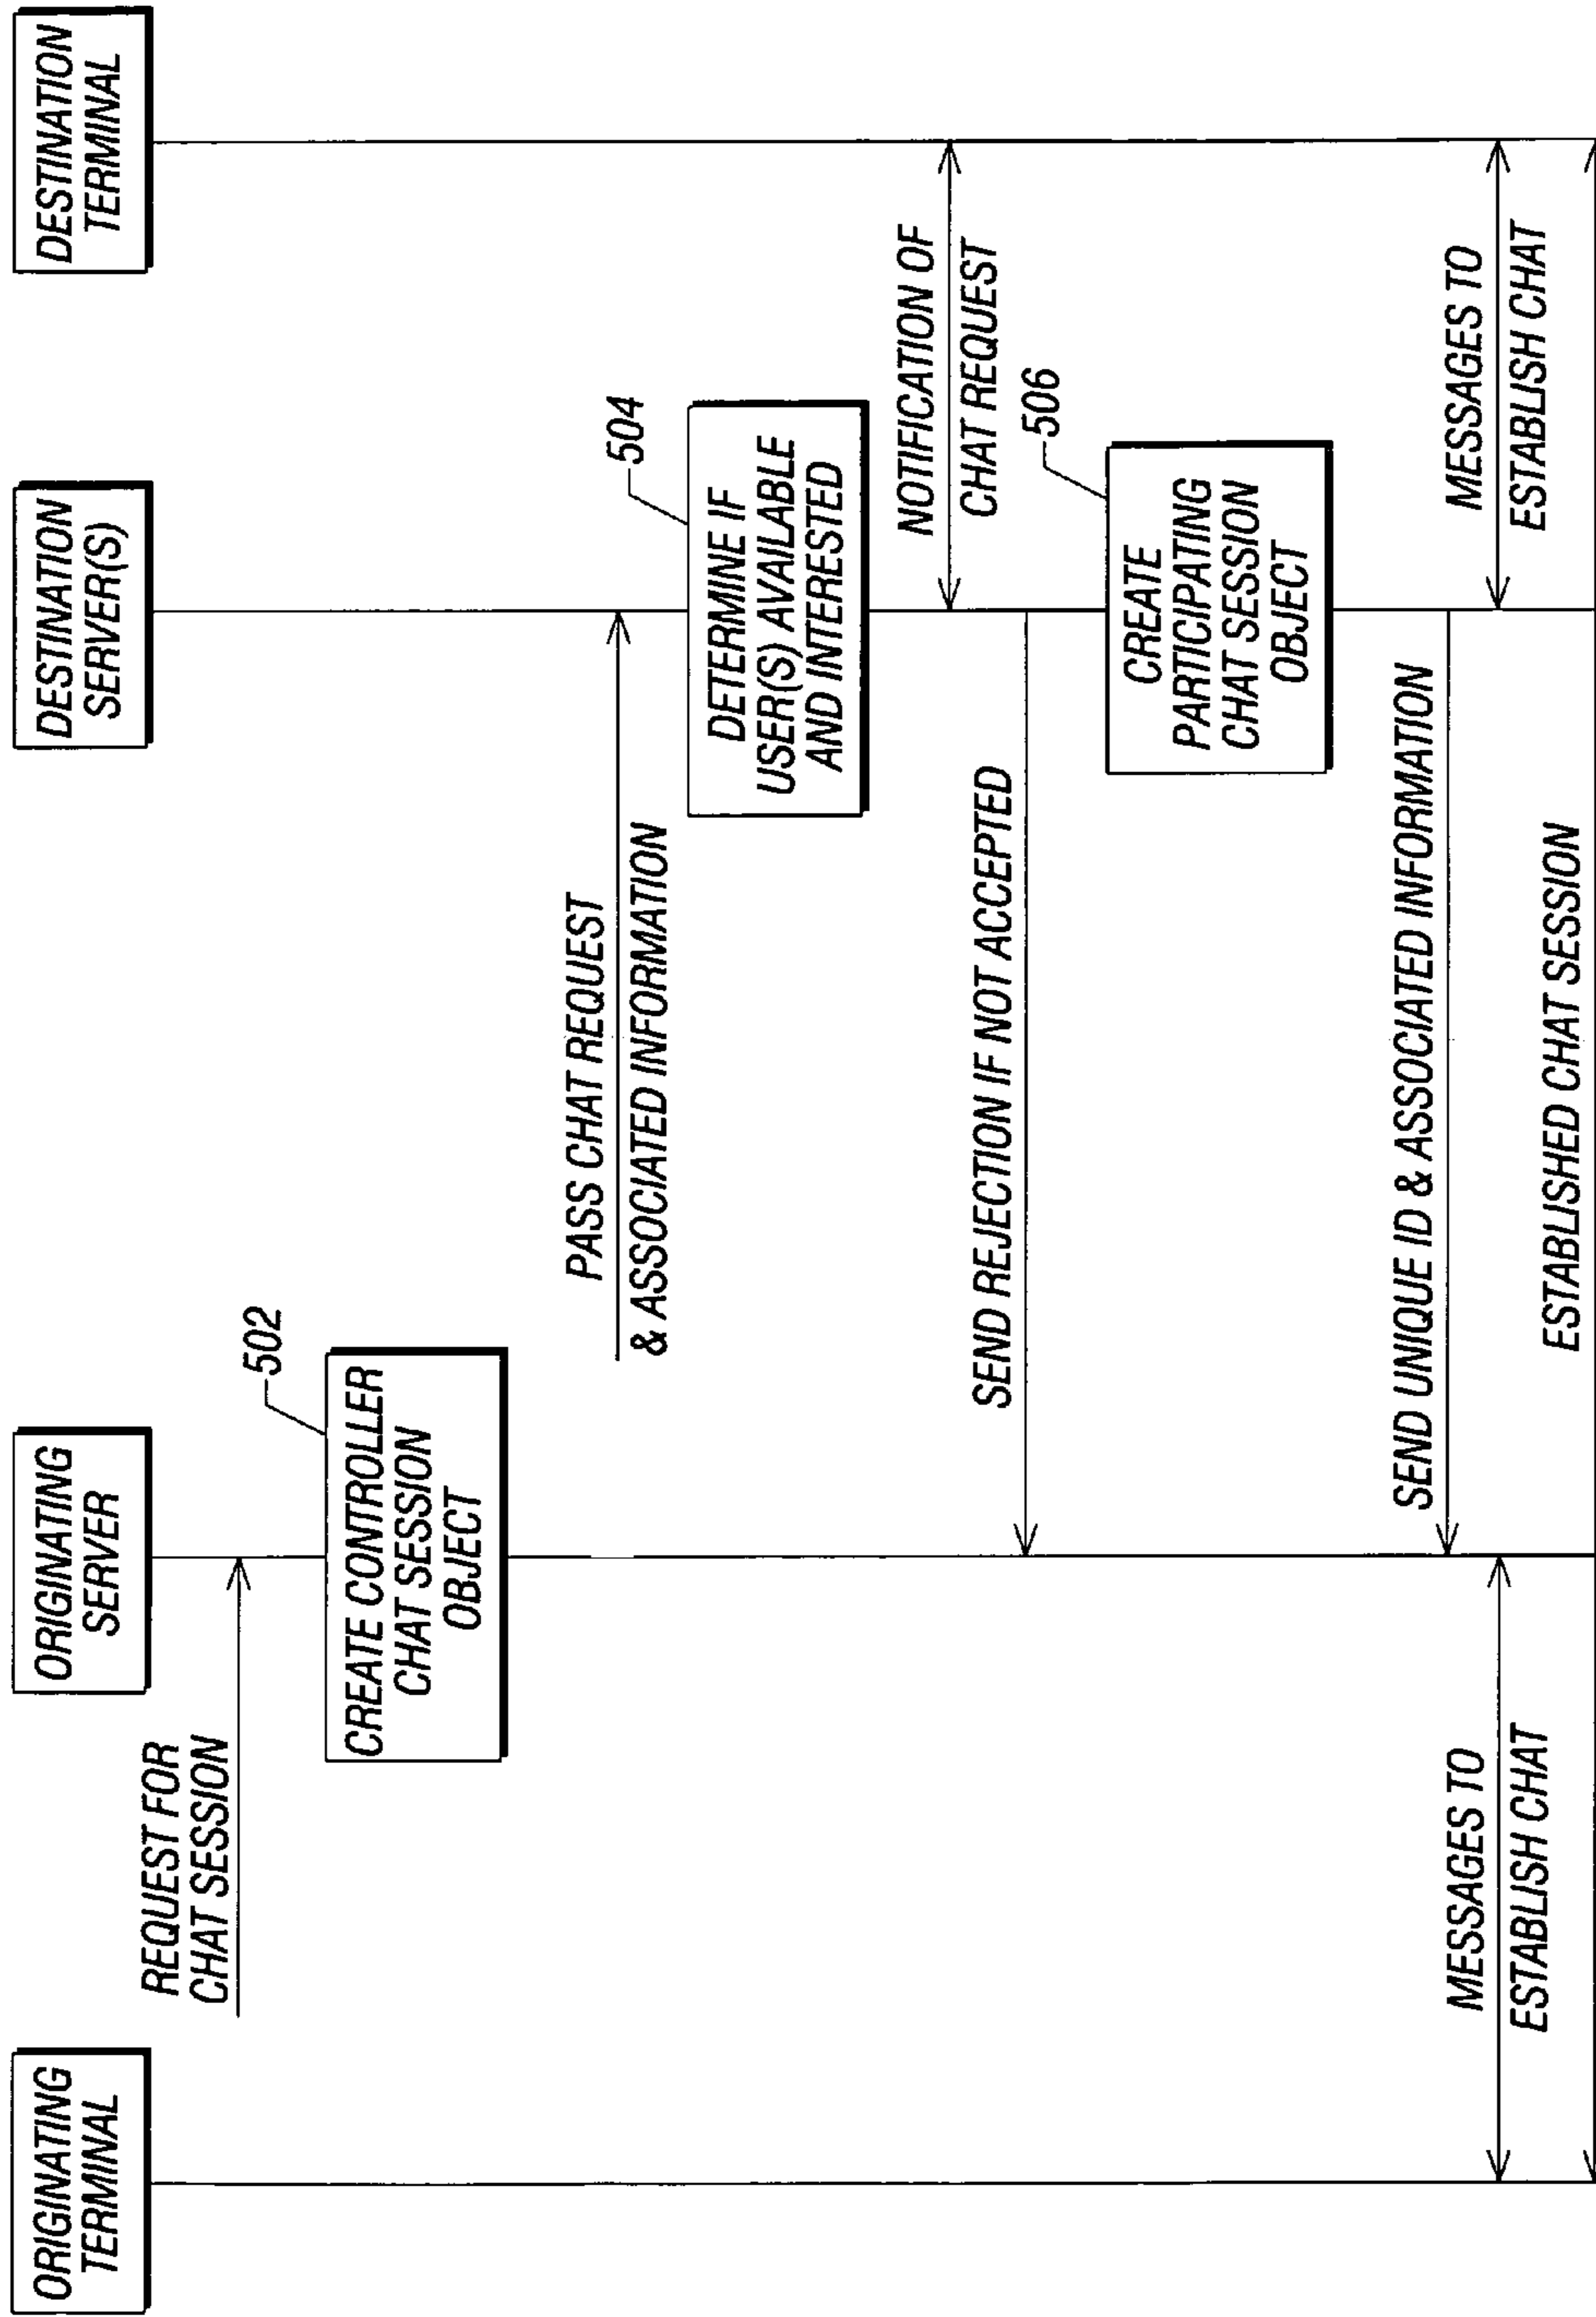 ORIGINATING
TERMINAL
ORIGINATING
SERVER
DESTINATION
SERVER(S)
DESTINATION
TERMINAL
REQUEST FOR
CHAT SESSION
502
CREATE CONTROLLER
CHAT SESSION
OBJECT
PASS CHAT REQUEST
& ASSOCIATED INFORMATION
504
DETERMINE IF
USER(S) AVAILABLE
AND INTERESTED
NOTIFICATION OF
CHAT REQUEST
SEND REJECTION IF NOT ACCEPTED
506
CREATE
PARTICIPATING
CHAT SESSION
OBJECT
SEND UNIQUE ID & ASSOCIATED INFORMATION
MESSAGES TO
ESTABLISH CHAT
MESSAGES TO
ESTABLISH CHAT
ESTABLISHED CHAT SESSION